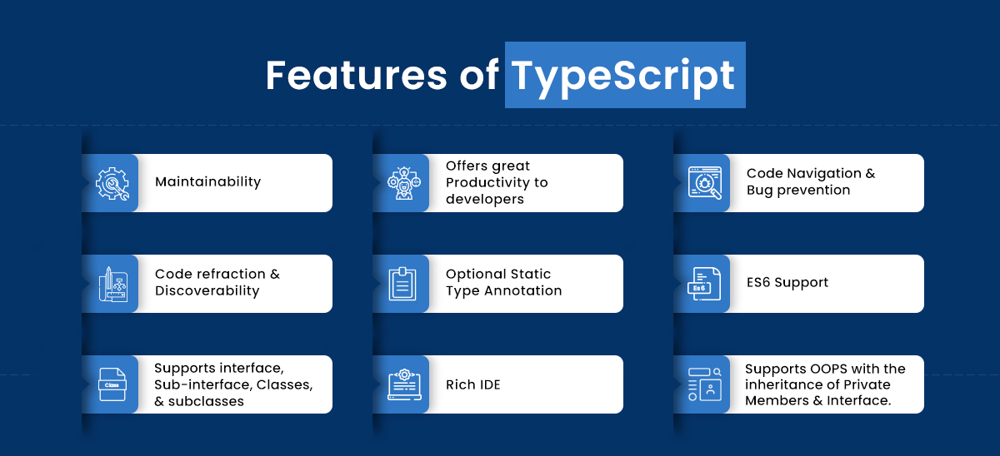 Features of TypeScript
Maintainability
Offers great
Productivity to
developers
Code Navigation &
Bug prevention
Code refraction &
Discoverability
Optional Static
Type Annotation
Es6
ES6 Support
Class
Supports interface,
Sub-interface, Classes,
& subclasses
Rich IDE
Supports OOPS with the
inheritance of Private
Members & Interface.